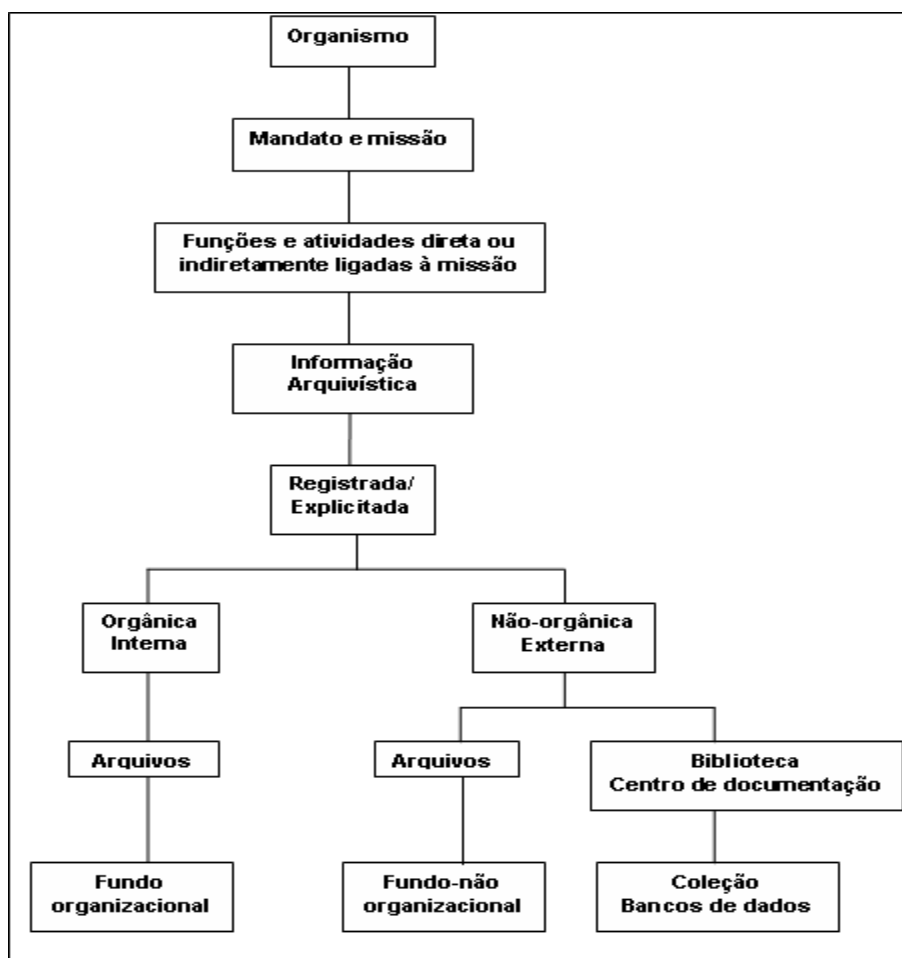 Organismo
Mandato e missão
Funções e atividades direta ou
indiretamente ligadas à missão
Informação
Arquivística
Registrada/
Explicitada
Orgânica
Interna
Não-orgânica
Externa
Arquivos
Arquivos
Biblioteca
Centro de documentação
Fundo
organizacional
Fundo-não
organizacional
Coleção
Bancos de dados